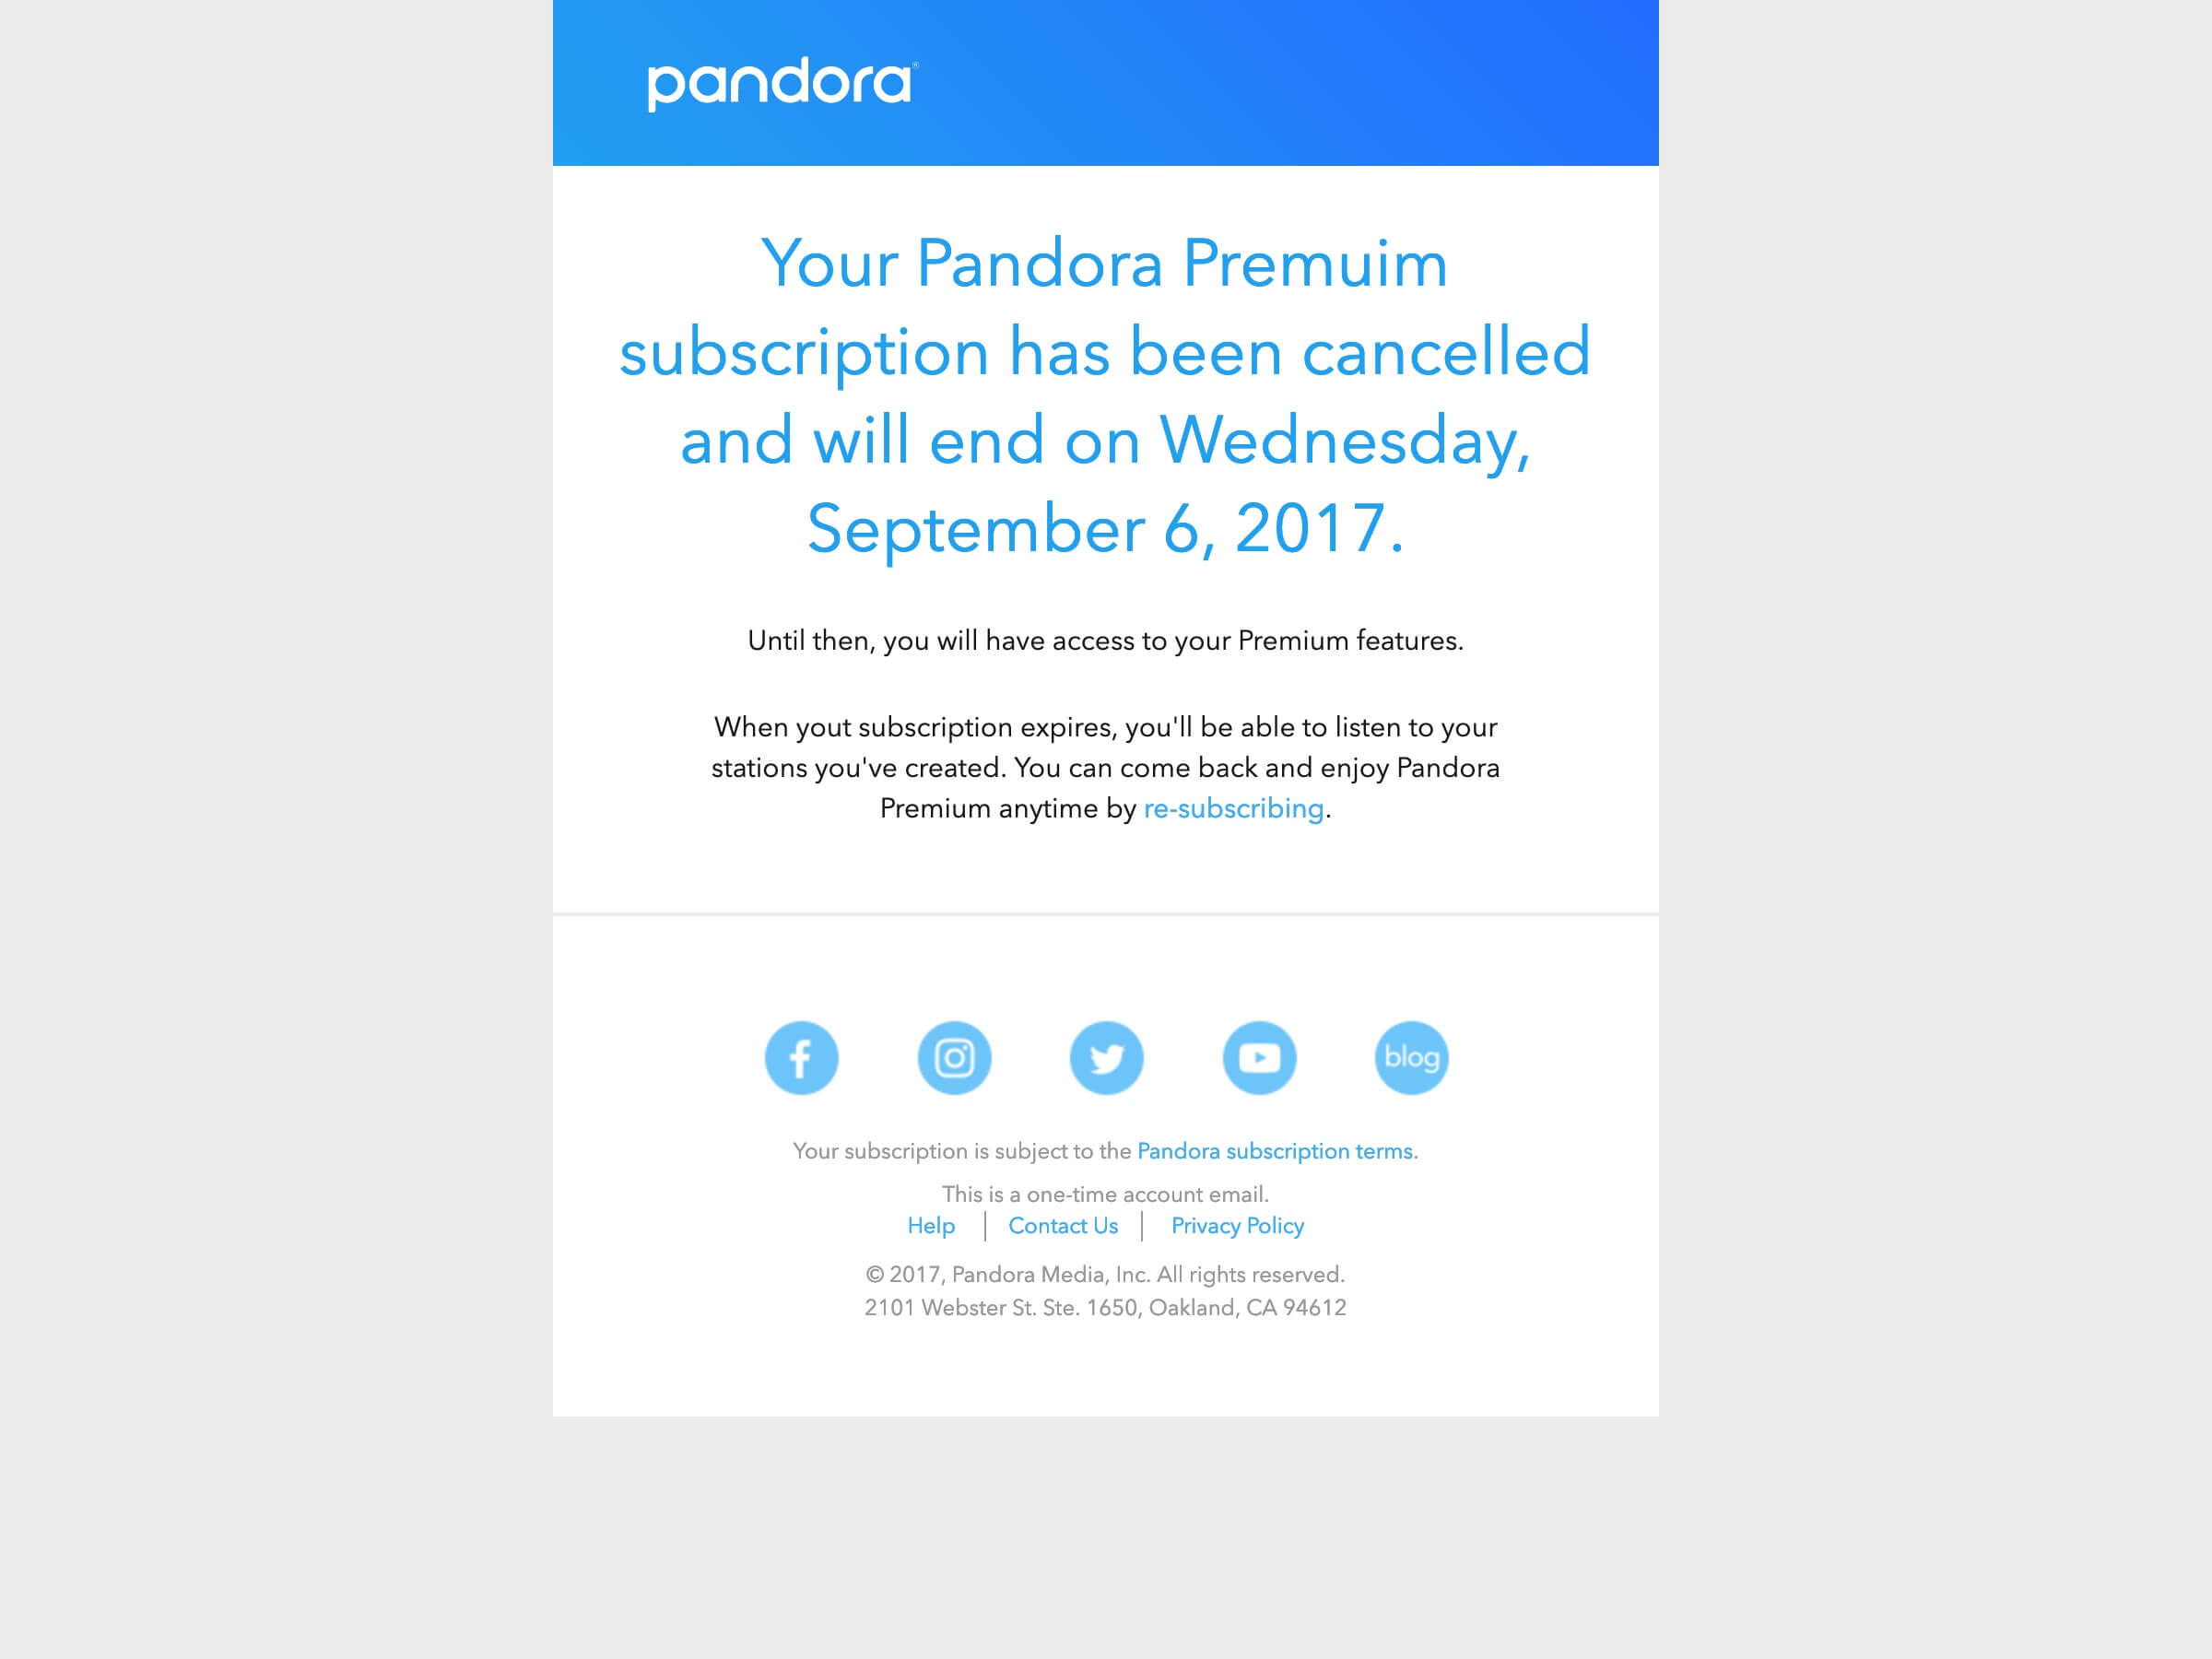 pandora®
Your Pandora Premuim
subscription has been cancelled
and will end on Wednesday,
September 6, 2017.
Until then, you will have access to your Premium features.
When yout subscription expires, you'll be able to listen to your
stations you've created. You can come back and enjoy Pandora
Premium anytime by re-subscribing.
blog
Your subscription is subject to the Pandora subscription terms.
This is a one-time account email.
Help | Contact Us | Privacy Policy
© 2017, Pandora Media, Inc. All rights reserved.
2101 Webster St. Ste. 1650, Oakland, CA 94612